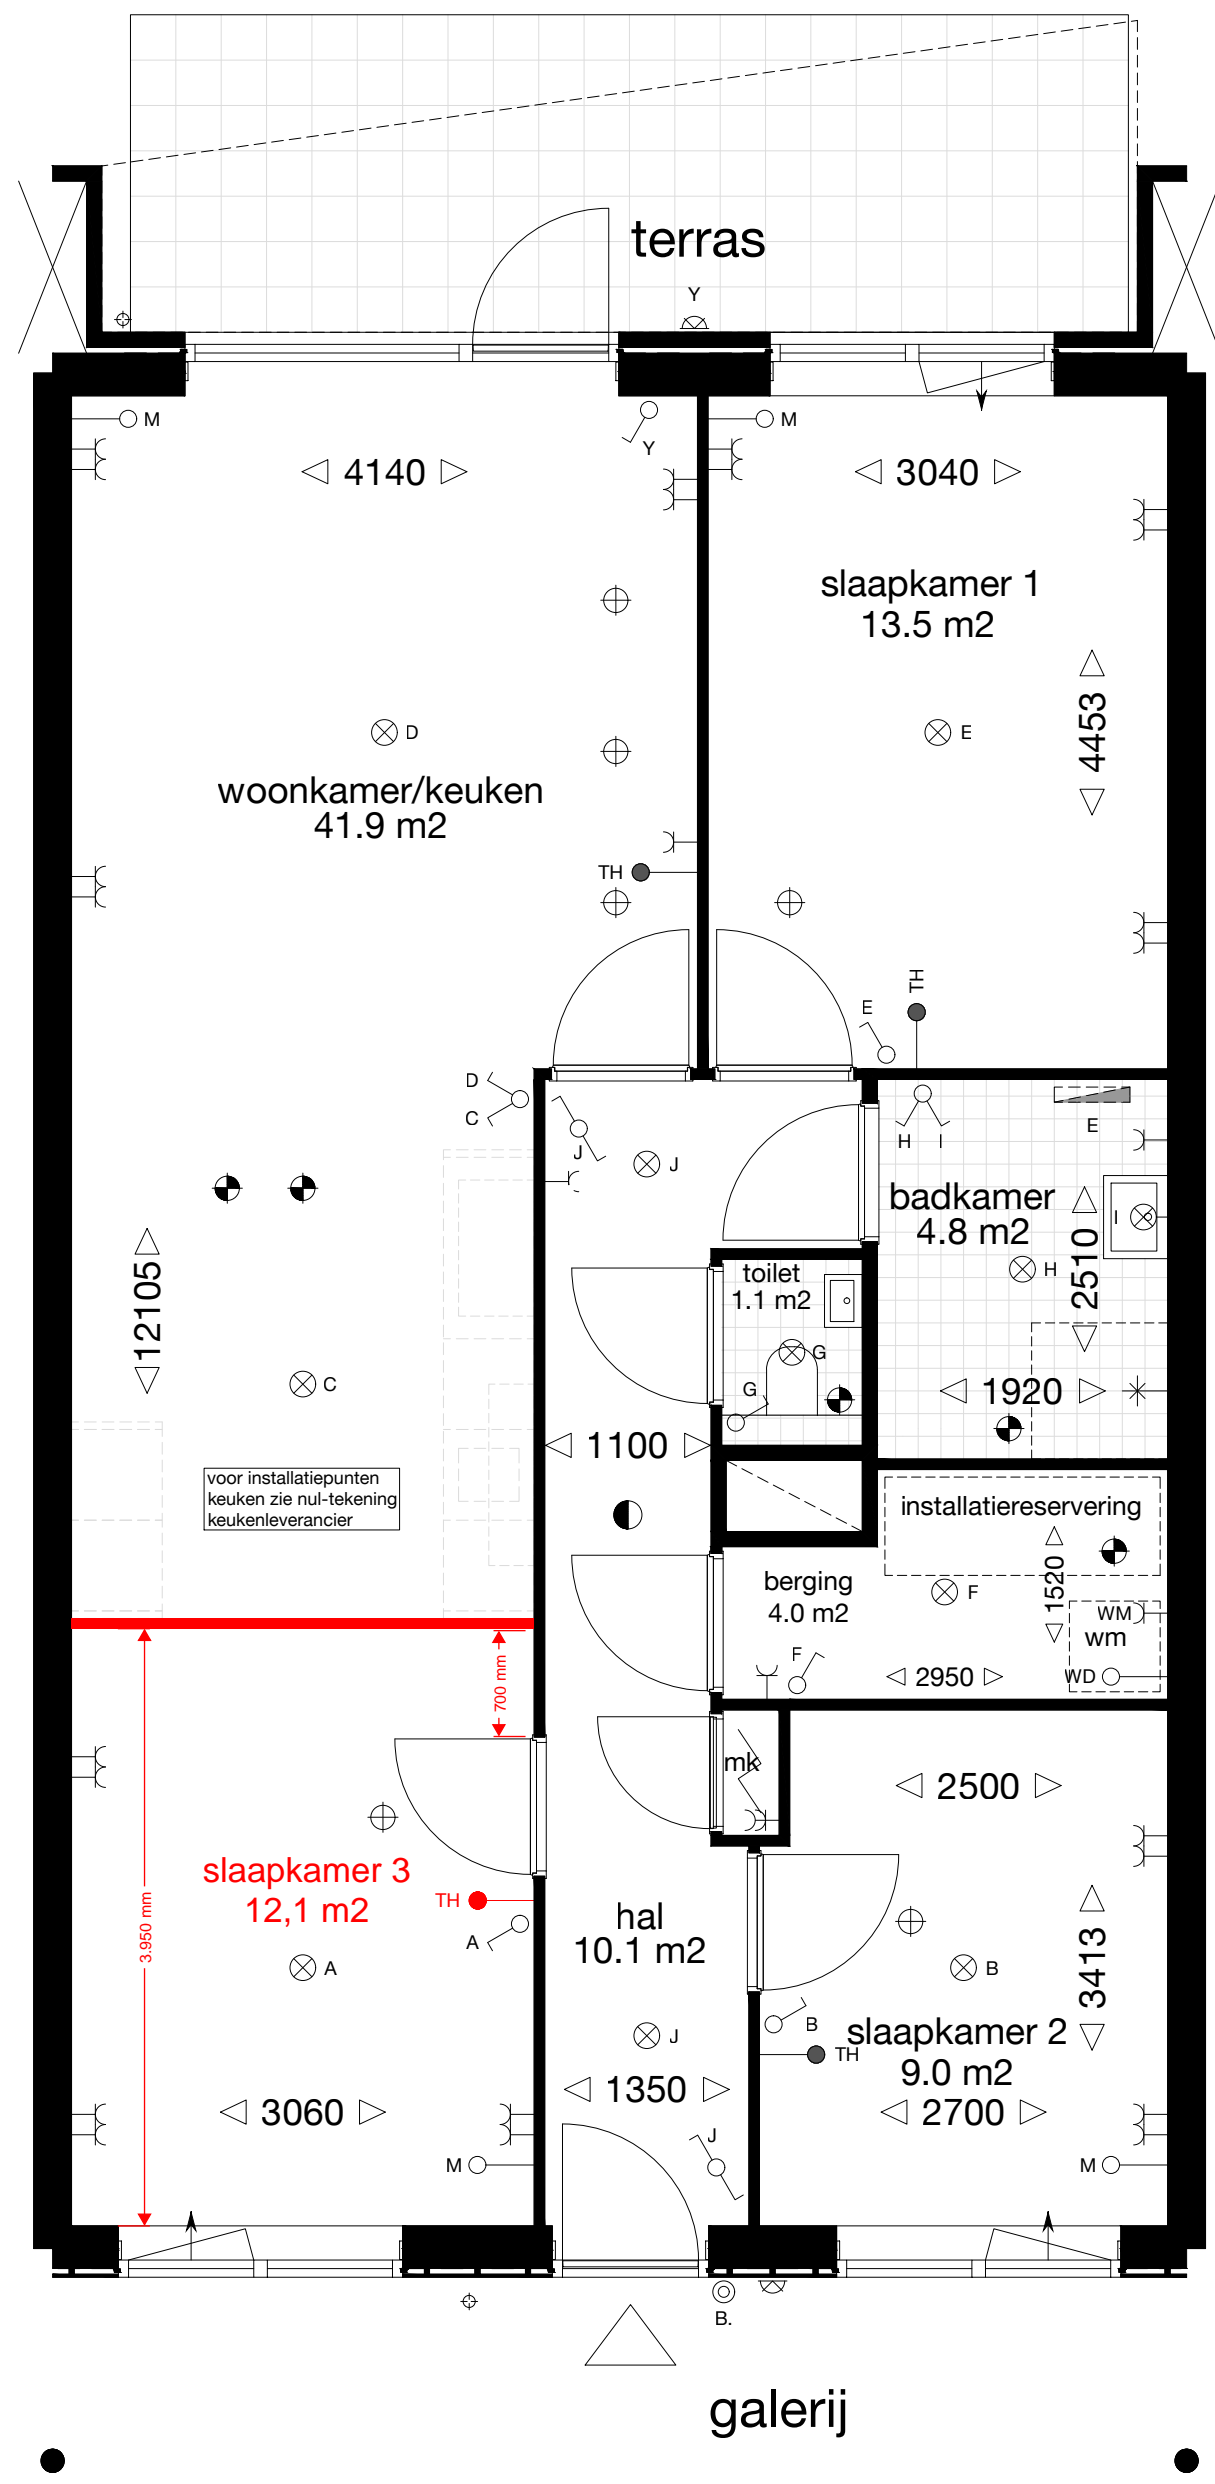 terras
Y
M
Y
M
4140
3040
slaapkamer 1
13.5 m2
D
E
4453
woonkamer/keuken
41.9 m2
TH
TH
E
D
C
J
J
H
I
E
badkamer
4.8 m2
I
H
2510
12105
toilet
1.1 m2
G
G
C
1920
1100
voor installatiepunten
keuken zie nul-tekening
keukenleverancier
installatiereservering
1520
berging
4.0 m2
F
WM
wm
F
2950
WD
700 mm
mk
2500
slaapkamer 3
12,1 m2
TH
A
A
3.950 mm
hal
10.1 m2
B
3413
B
slaapkamer 2
9.0 m2
TH
J
1350
3060
2700
J
M
M
B.
galerij